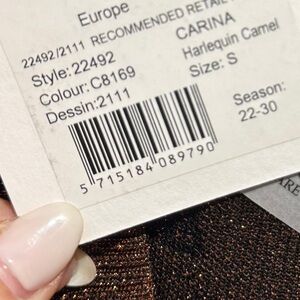 Europe
22492/2111 RECOMMENDED RETAIL
Style: 22492
CARINA
Colour: C8169
Harlequin Camel
Dessin: 2111
Size: S
Season:
22-30
5 715184 089790
ARE